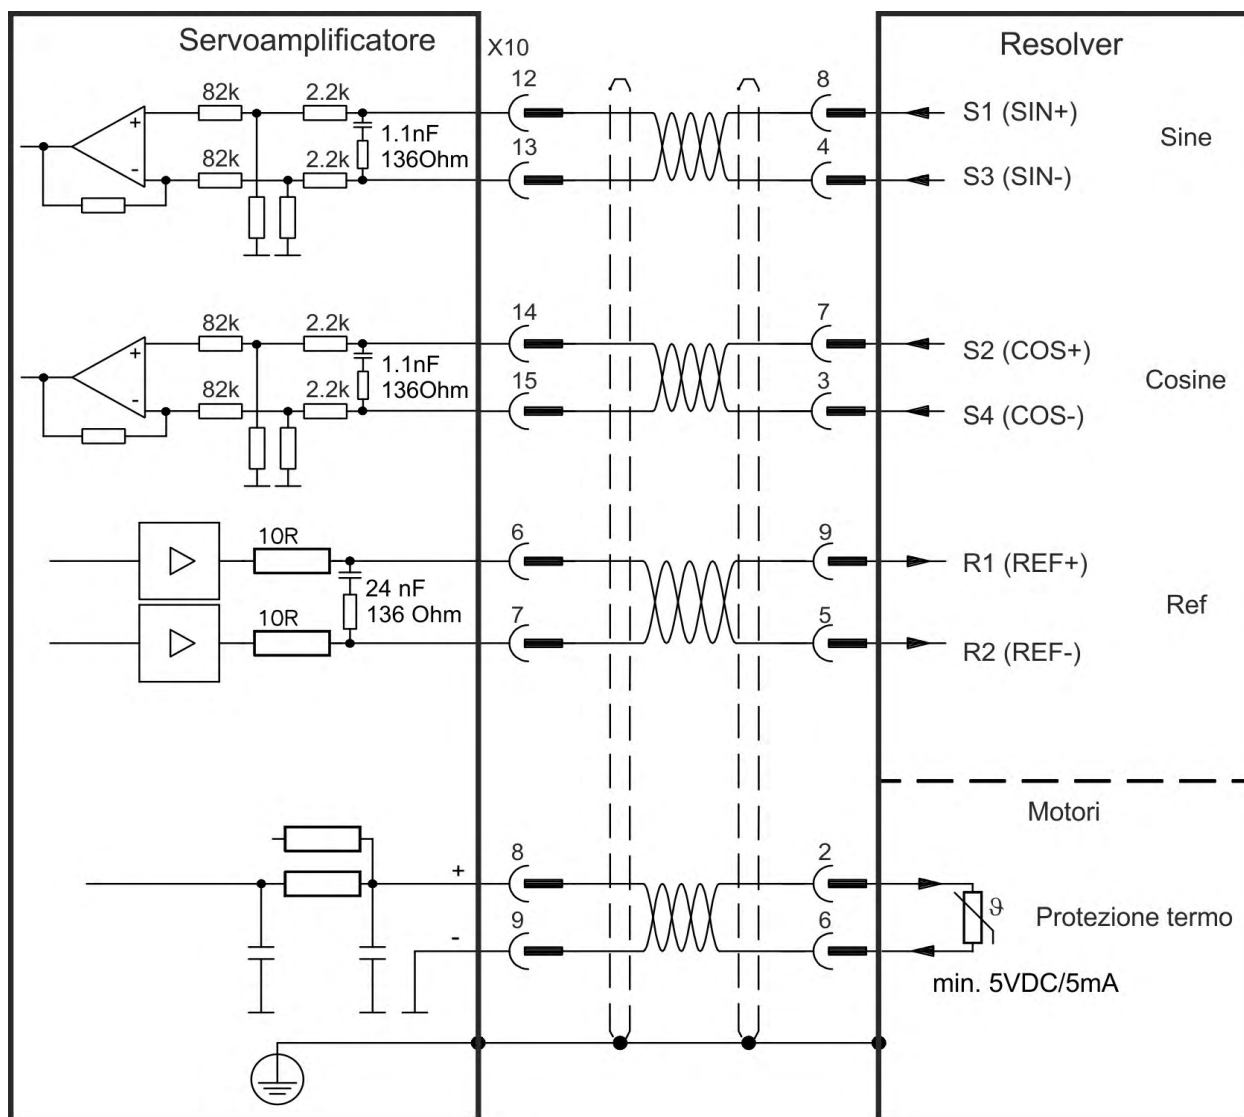 Servoamplificatore
X10
Resolver
82k
2.2k
12
8
S1 (SIN+)
+
1.1nF
136Ohm
Sine
82k
2.2k
13
4
-
S3 (SIN-)
82k
2.2k
14
7
S2 (COS+)
+
1.1nF
136Ohm
Cosine
82k
2.2k
15
3
-
S4 (COS-)
10R
6
9
R1 (REF+)
24 nF
136 Ohm
Ref
10R
7
5
R2 (REF-)
Motori
+
8
2
ϑ
Protezione termo
-
9
6
min. 5VDC/5mA